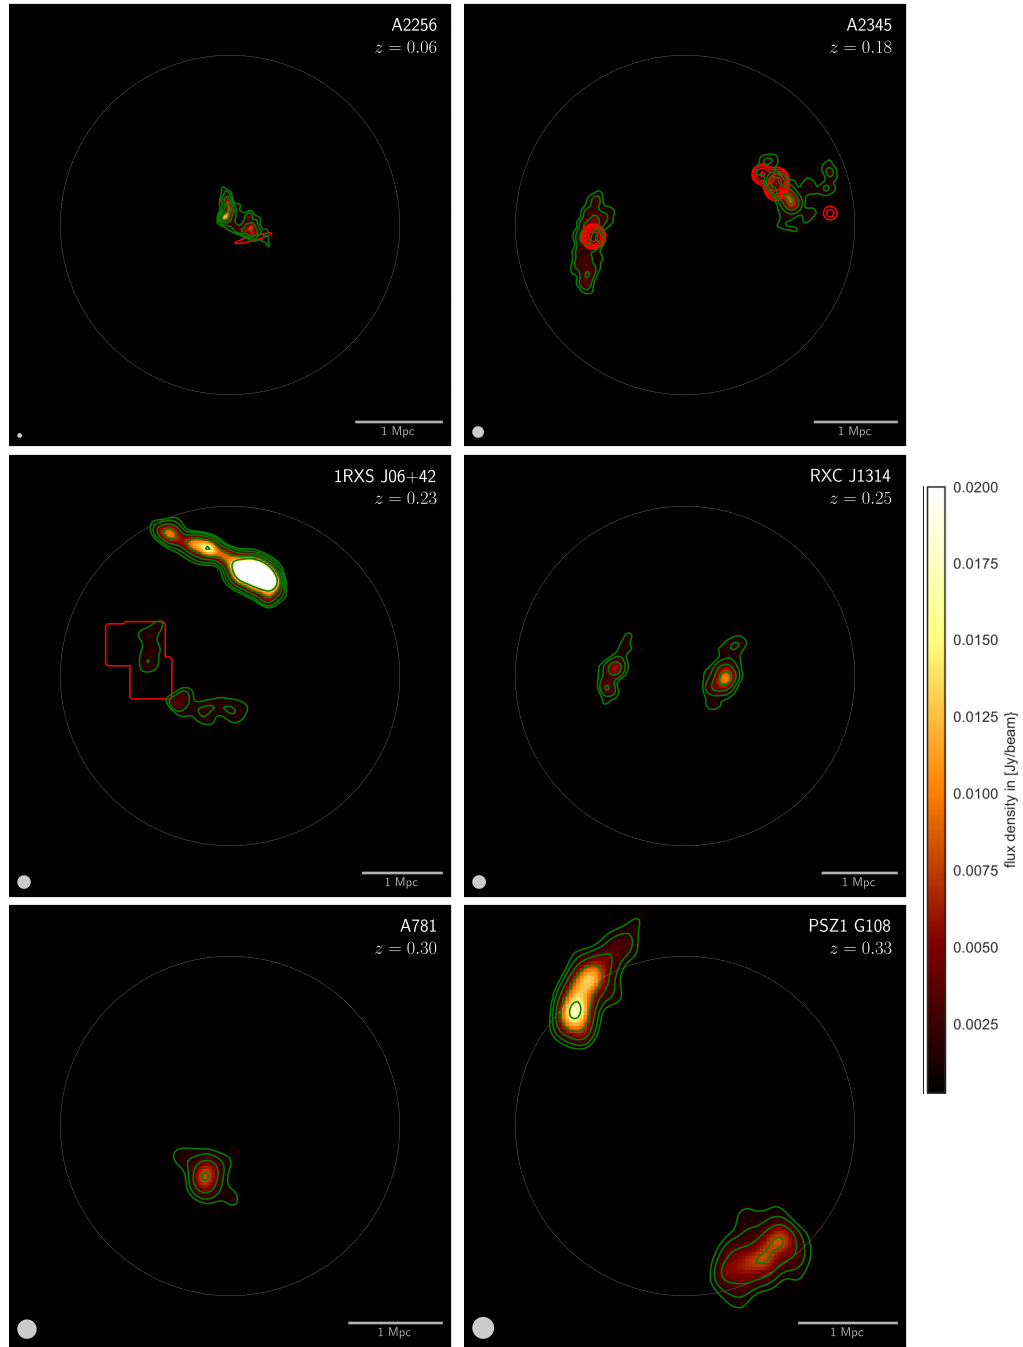 A2256
z = 0.06
1 Mpc
A2345
z = 0.18
1 Mpc
1RXS J06+42
z = 0.23
1 Mpc
RXC J1314
z = 0.25
1 Mpc
A781
z = 0.30
1 Mpc
PSZ1 G108
z = 0.33
1 Mpc
0.0200
0.0175
0.0150
0.0125
0.0100
0.0075
0.0050
0.0025
flux density in [Jy/beam}